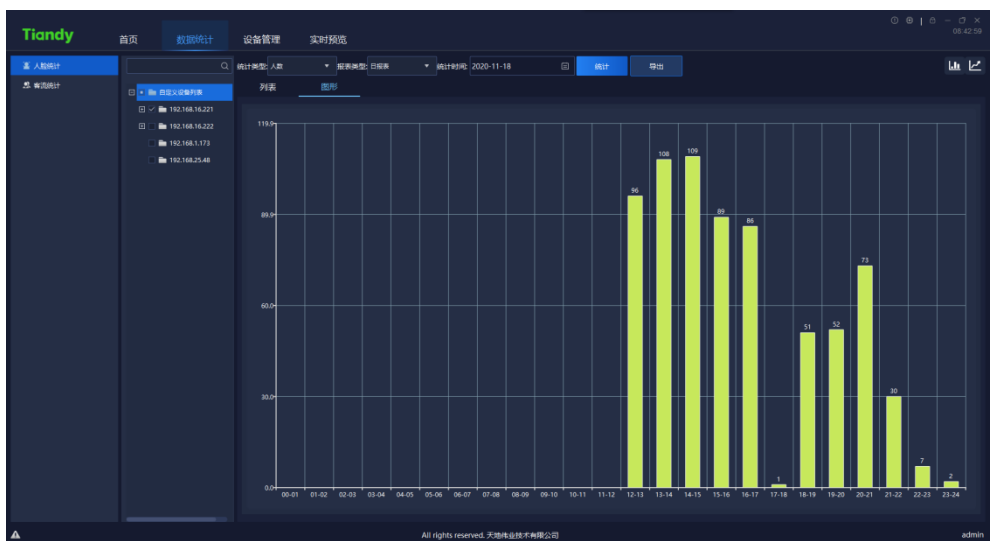 08:42:59
Tiandy
首页 数据统计 设备管理 实时预览
人脸统计
客流统计
统计类型: 人数 报表类型: 日报表 统计时间: 2020-11-18 统计 导出
列表 图形
自定义设备列表
192.168.16.221
192.168.16.222
192.168.1.173
192.168.25.48
119.9
89.9
60.0
30.0
0.0
96 108 109 89 86 1 51 52 73 30 7 2
00-01 01-02 02-03 03-04 04-05 05-06 06-07 07-08 08-09 09-10 10-11 11-12 12-13 13-14 14-15 15-16 16-17 17-18 18-19 19-20 20-21 21-22 22-23 23-24
All rights reserved. 天地伟业技术有限公司
admin